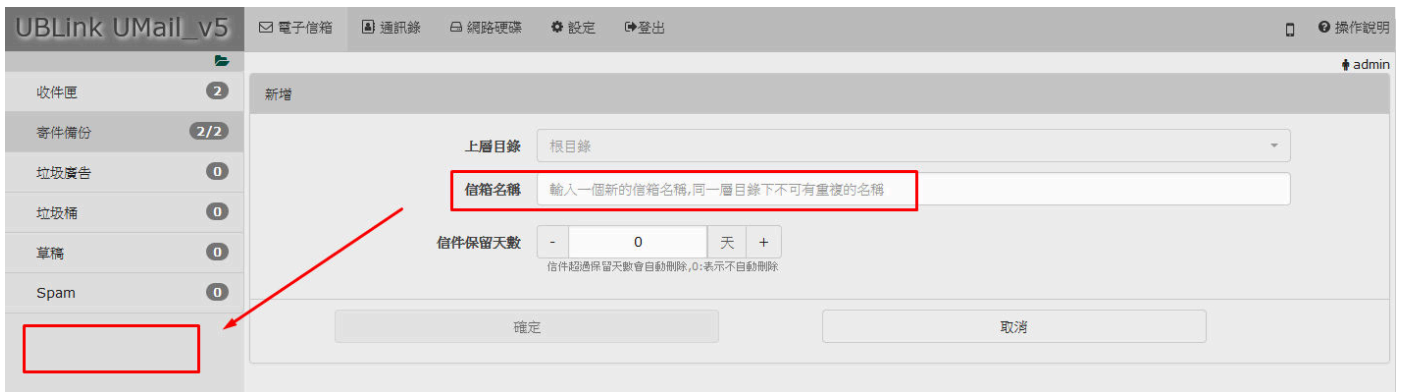 UBLink UMail_v5 電子信箱 通訊錄 網路硬碟 設定 登出 操作說明
admin
收件匣 2
寄件備份 2/2
垃圾廣告 0
垃圾桶 0
草稿 0
Spam 0
新增
上層目錄 根目錄
信箱名稱 輸入一個新的信箱名稱,同一層目錄下不可有重複的名稱
信件保留天數 - 0 天 +
信件超過保留天數會自動刪除,0:表示不自動刪除
確定 取消